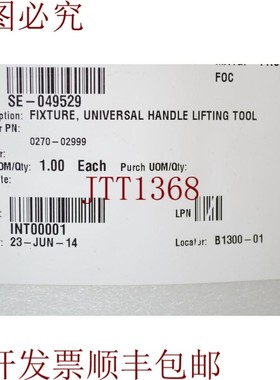 图必究
FOC
SE-049529
ption: FIXTURE, UNIVERSAL HANDLE LIFTING TOOL
r PN:
0270-02999
r:
OM/Qty: 1.00 Each Purch UOM/Qty:
JTT1368
LPN
INT00001
23-JUN-14
Locator: B1300-01
开发票顺丰包邮